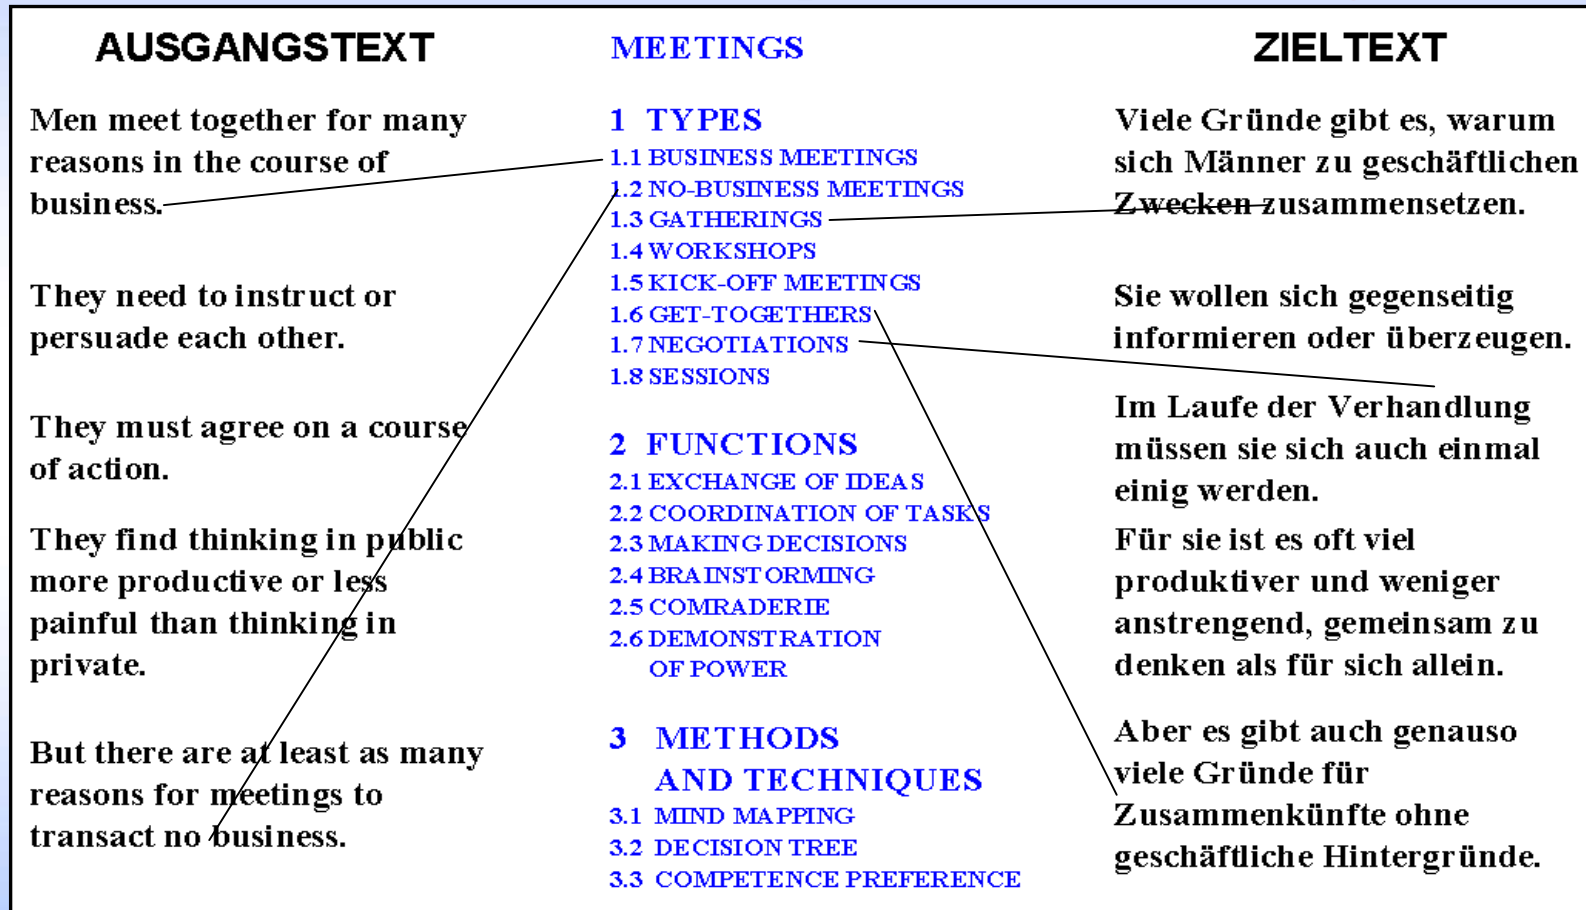 AUSGANGSTEXT
Men meet together for many
reasons in the course of
business.
They need to instruct or
persuade each other.
They must agree on a course
of action.
They find thinking in public
more productive or less
painful than thinking in
private.
But there are at least as many
reasons for meetings to
transact no business.
MEETINGS
1 TYPES
1.1 BUSINESS MEETINGS
1.2 NO-BUSINESS MEETINGS
1.3 GATHERINGS
1.4 WORKSHOPS
1.5 KICK-OFF MEETINGS
1.6 GET-TOGETHERS
1.7 NEGOTIATIONS
1.8 SESSIONS
2 FUNCTIONS
2.1 EXCHANGE OF IDEAS
2.2 COORDINATION OF TASKS
2.3 MAKING DECISIONS
2.4 BRAINSTORMING
2.5 COMRADERIE
2.6 DEMONSTRATION
OF POWER
3 METHODS
AND TECHNIQUES
3.1 MIND MAPPING
3.2 DECISION TREE
3.3 COMPETENCE PREFERENCE
ZIELTEXT
Viele Gründe gibt es, warum
sich Männer zu geschäftlichen
Zwecken zusammensetzen.
Sie wollen sich gegenseitig
informieren oder überzeugen.
Im Laufe der Verhandlung
müssen sie sich auch einmal
einig werden.
Für sie ist es oft viel
produktiver und weniger
anstrengend, gemeinsam zu
denken als für sich allein.
Aber es gibt auch genauso
viele Gründe für
Zusammenkünfte ohne
geschäftliche Hintergründe.